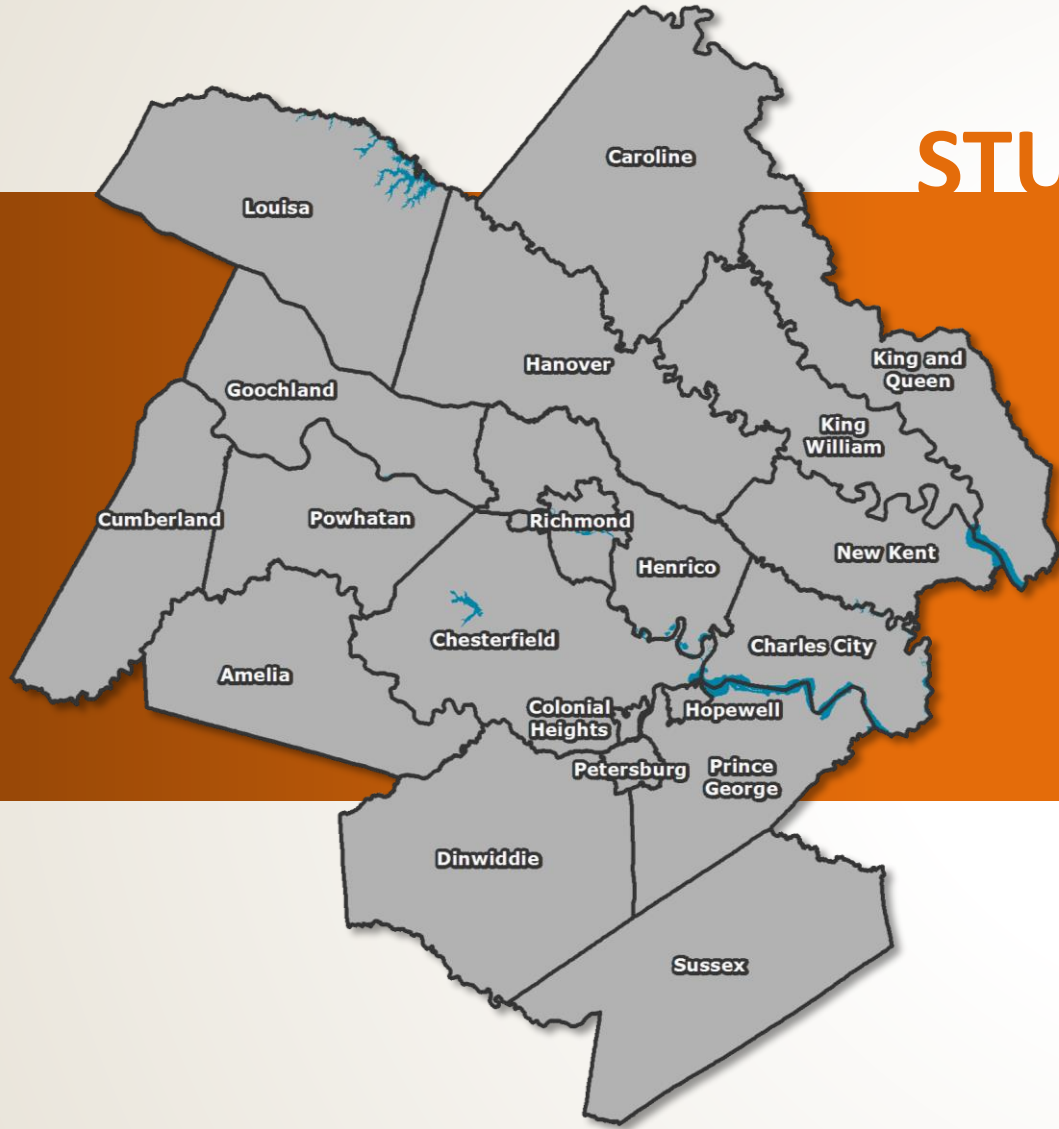 STU
Caroline
Louisa
Hanover
King and
Queen
Goochland
King
William
Cumberland
Powhatan
Richmond
New Kent
Henrico
Chesterfield
Charles City
Amelia
Colonial
Heights
Hopewell
Petersburg
Prince
George
Dinwiddie
Sussex